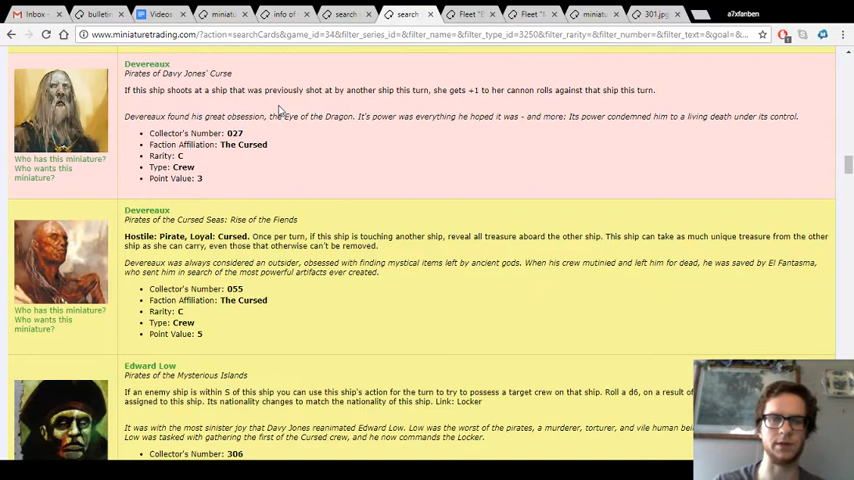 Inbox -
bulletin
Videos
miniatu
info of
search
search
Fleet "E
Fleet "
miniatu
301.jpg
a7xfanben
www.miniaturetrading.com/?action=searchCards&game_id=34&filter_series_id=&filter_name=&filter_type_id=3250&filter_rarity=&filter_number=&filter_text=&goal=
Devereaux
Pirates of Davy Jones' Curse
If this ship shoots at a ship that was previously shot at by another ship this turn, she gets +1 to her cannon rolls against that ship this turn.
Devereaux found his great obsession, the Eye of the Dragon. It's power was everything he hoped it was - and more: Its power condemned him to a living death under its control.
• Collector's Number: 027
• Faction Affiliation: The Cursed
• Rarity: C
• Type: Crew
• Point Value: 3
Who has this miniature?
Who wants this
miniature?
Devereaux
Pirates of the Cursed Seas: Rise of the Fiends
Hostile: Pirate, Loyal: Cursed. Once per turn, if this ship is touching another ship, reveal all treasure aboard the other ship. This ship can take as much unique treasure from the other
ship as she can carry, even those that otherwise can't be removed.
Devereaux was always considered an outsider, obsessed with finding mystical items left by ancient gods. When his crew mutinied and left him for dead, he was saved by El Fantasma,
who sent him in search of the most powerful artifacts ever created.
• Collector's Number: 055
• Faction Affiliation: The Cursed
• Rarity: C
• Type: Crew
• Point Value: 5
Who has this miniature?
Who wants this
miniature?
Edward Low
Pirates of the Mysterious Islands
If an enemy ship is within S of this ship you can use this ship's action for the turn to try to possess a target crew on that ship. Roll a d6, on a result of
assigned to this ship. Its nationality changes to match the nationality of this ship. Link: Locker
It was with the most sinister joy that Davy Jones reanimated Edward Low. Low was the worst of the pirates, a murderer, torturer, and vile human bei
Low was tasked with gathering the first of the Cursed crew, and he now commands the Locker.
• Collector's Number: 306